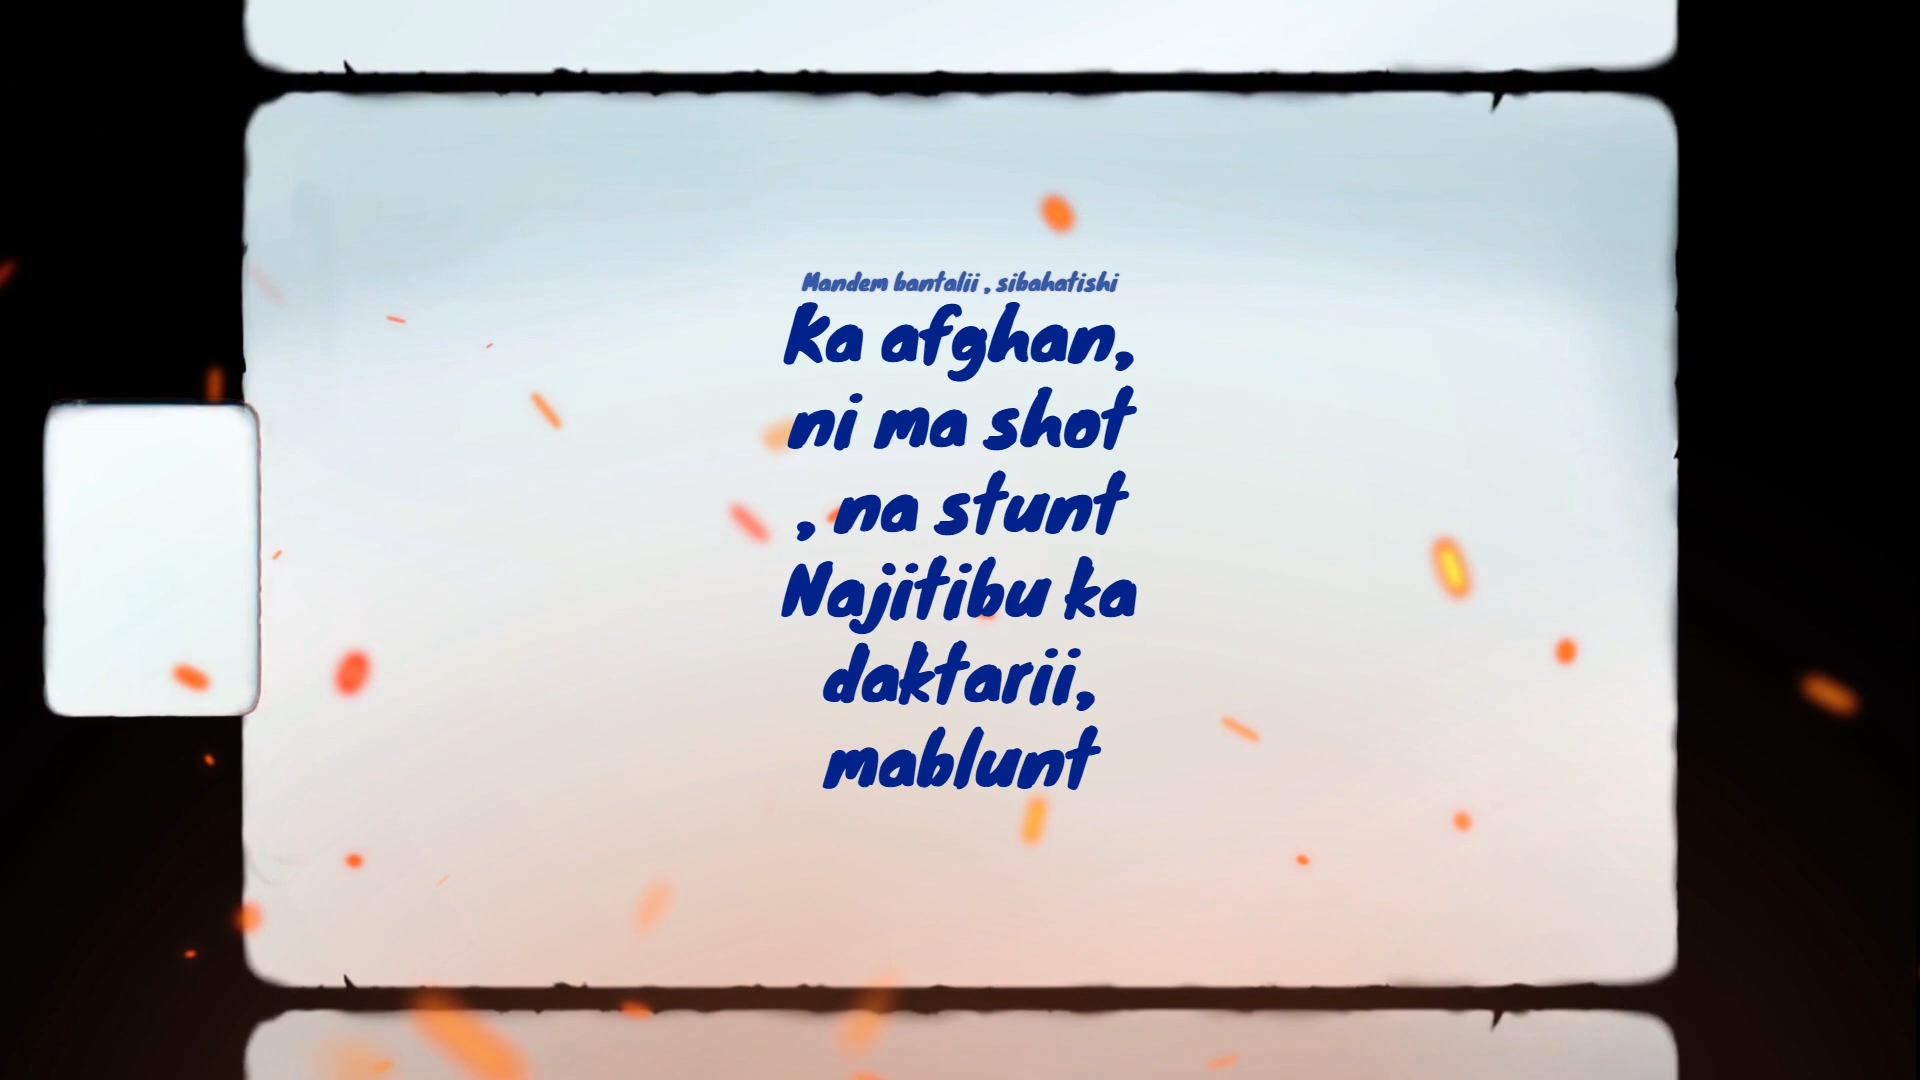 Mandem bantalii , sibahatishi
Ka afghan,
ni ma shot
, na stunt
Najitibu ka
daktarii,
mablunt